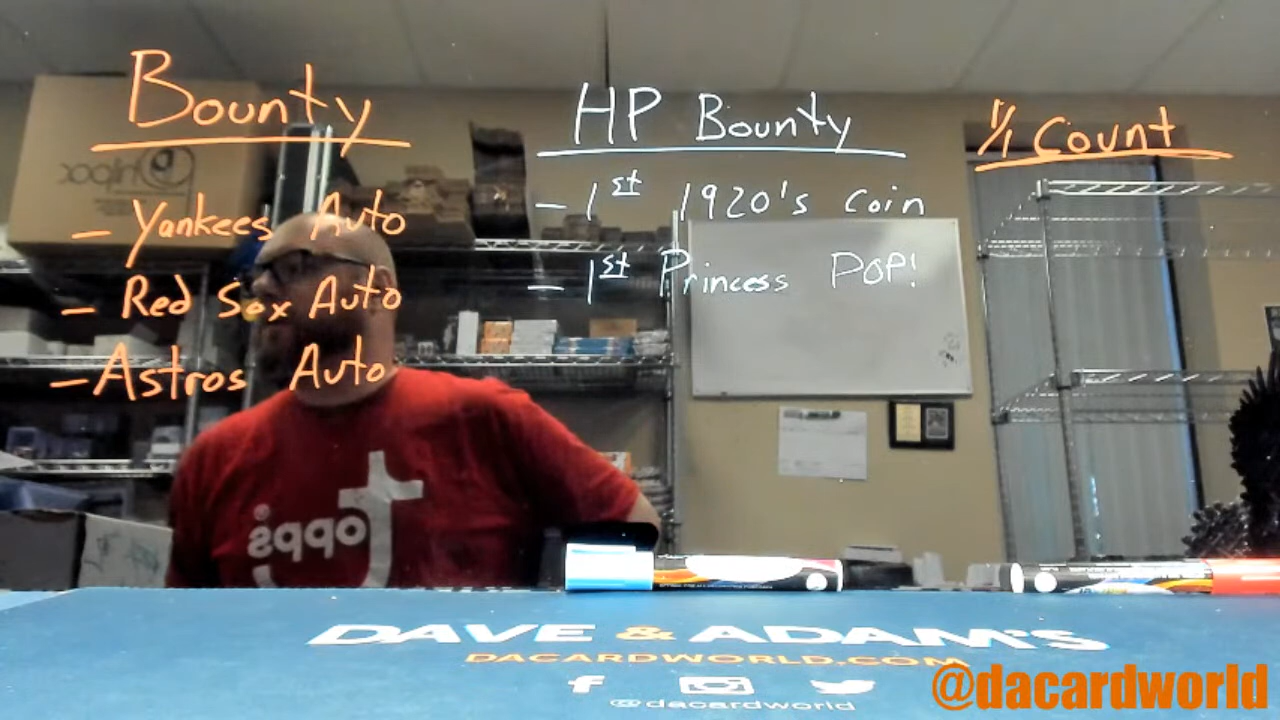 Bounty
- Yankees Auto
- Red Sox Auto
- Astros Auto
HP Bounty
- 1st 1920's Coin
- 1st Princess POP!
1/1 Count
Topps
DAVE & ADAM'S
DACARDWORLD.COM
@dacardworld
@dacardworld